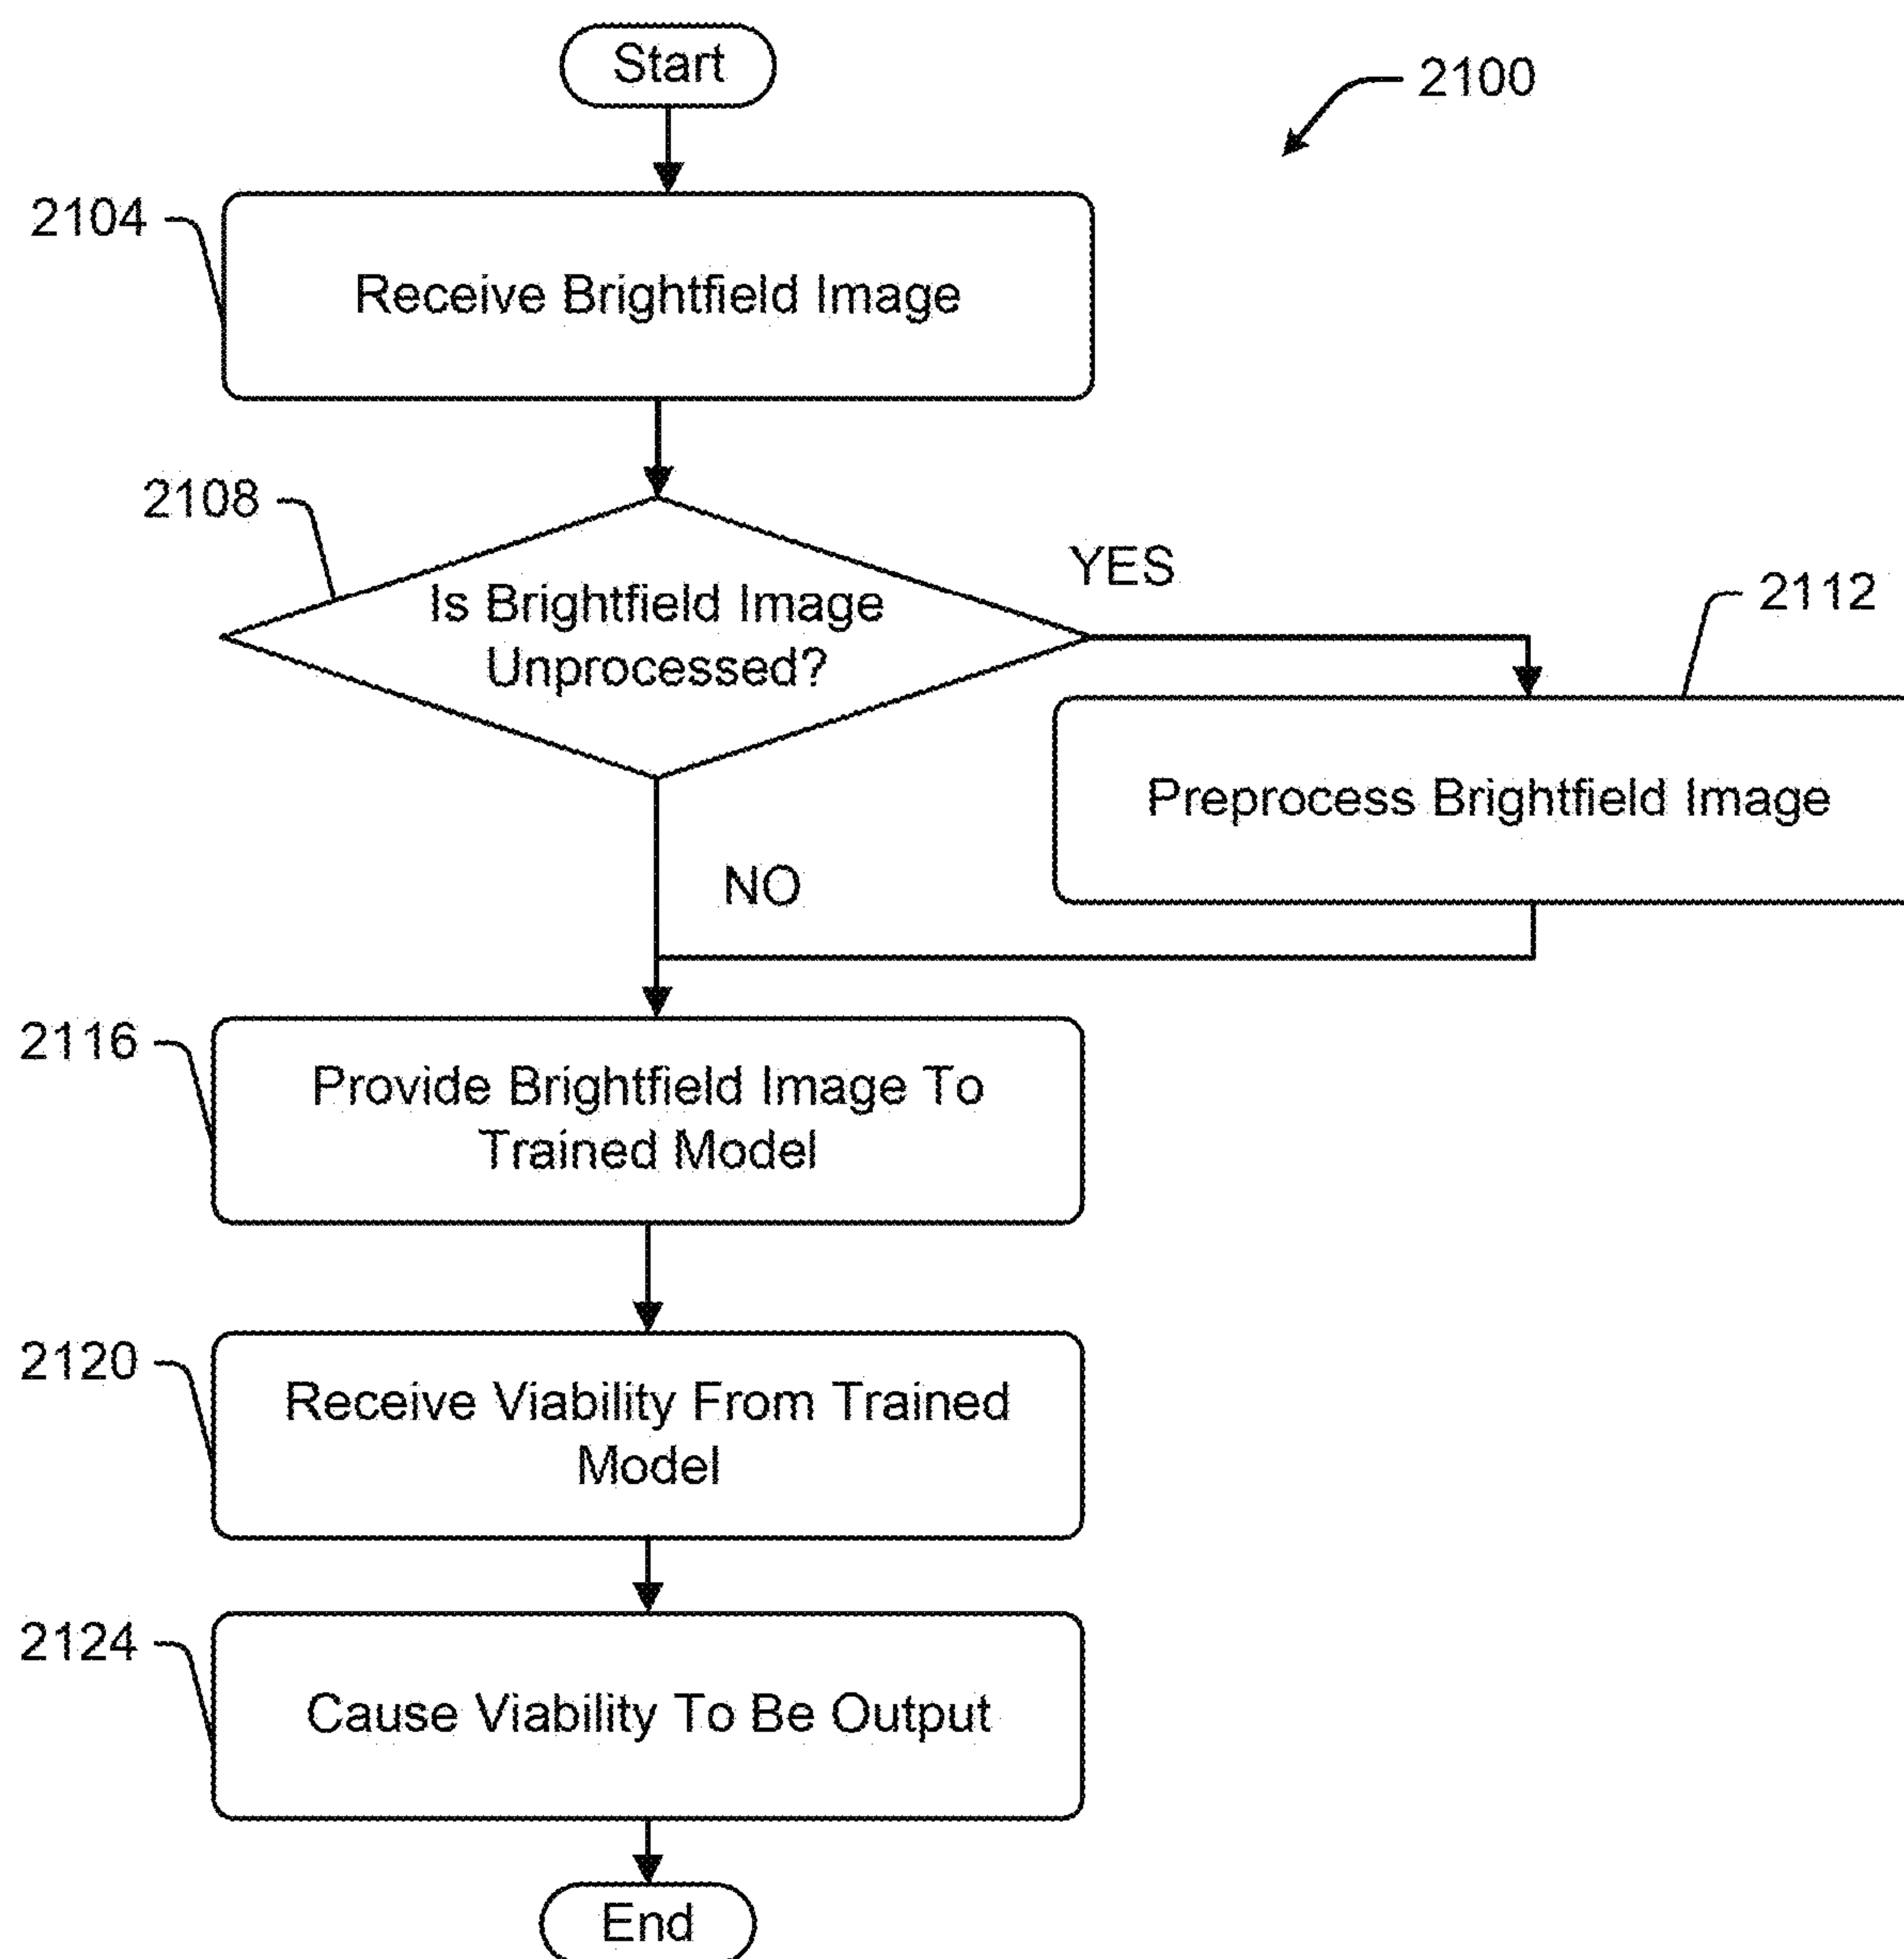 Start
2100
2104
Receive Brightfield Image
2108
Is Brightfield Image
Unprocessed?
YES
2112
Preprocess Brightfield Image
NO
2116
Provide Brightfield Image To
Trained Model
2120
Receive Viability From Trained
Model
2124
Cause Viability To Be Output
End